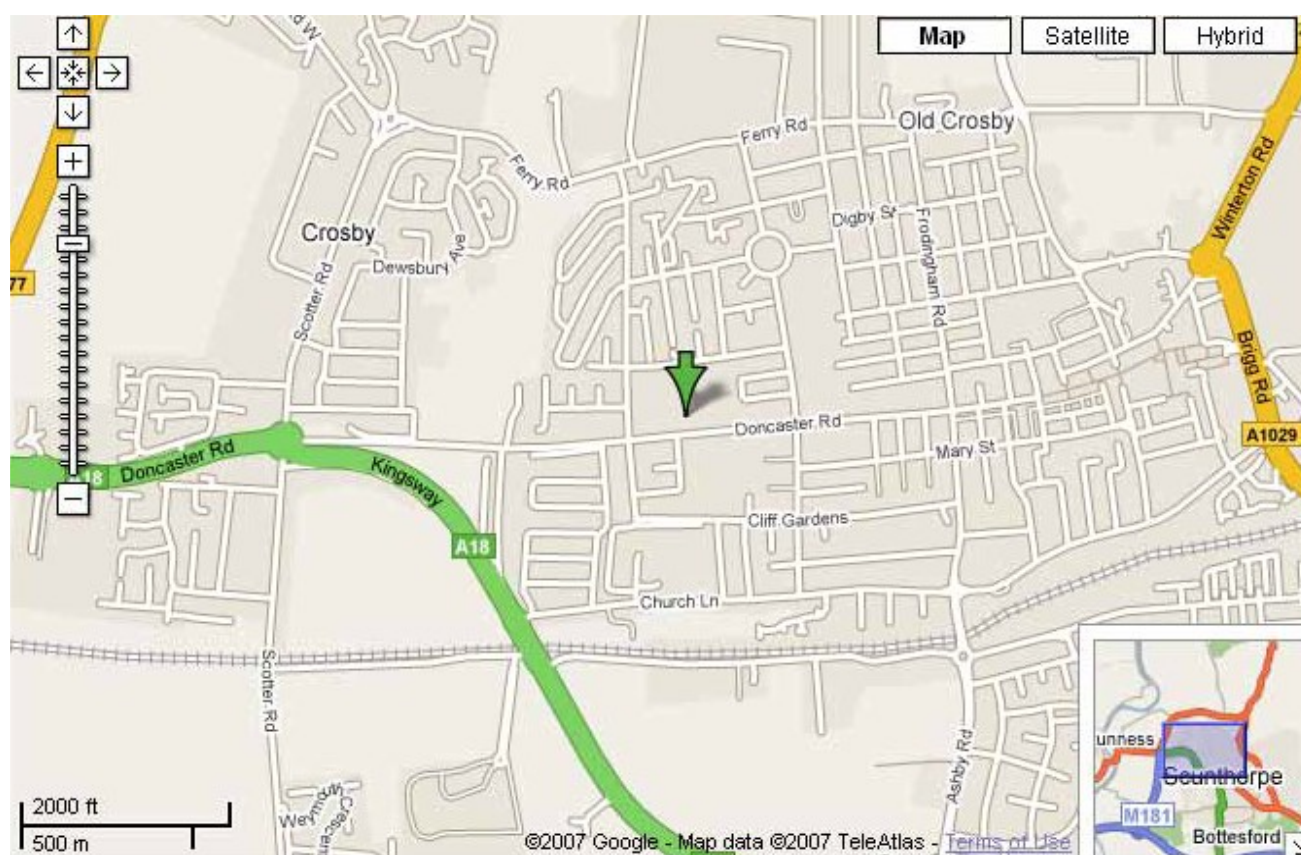 Map
Satellite
Hybrid
Old Crosby
Ferry Rd
Ferry Rd
Winterton Rd
Digby St
Frodingham Rd
Crosby
Dewsbury Ave
77
Scotter Rd
Brigg Rd
Doncaster Rd
A1029
Doncaster Rd
Mary St
Kingsway
18
Cliff Gardens
A18
Church Ln
Scotter Rd
Ashby Rd
unness
Scunthorpe
2000 ft
M181
500 m
Bottesford
©2007 Google - Map data ©2007 TeleAtlas - Terms of Use